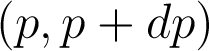 (p, p + dp)